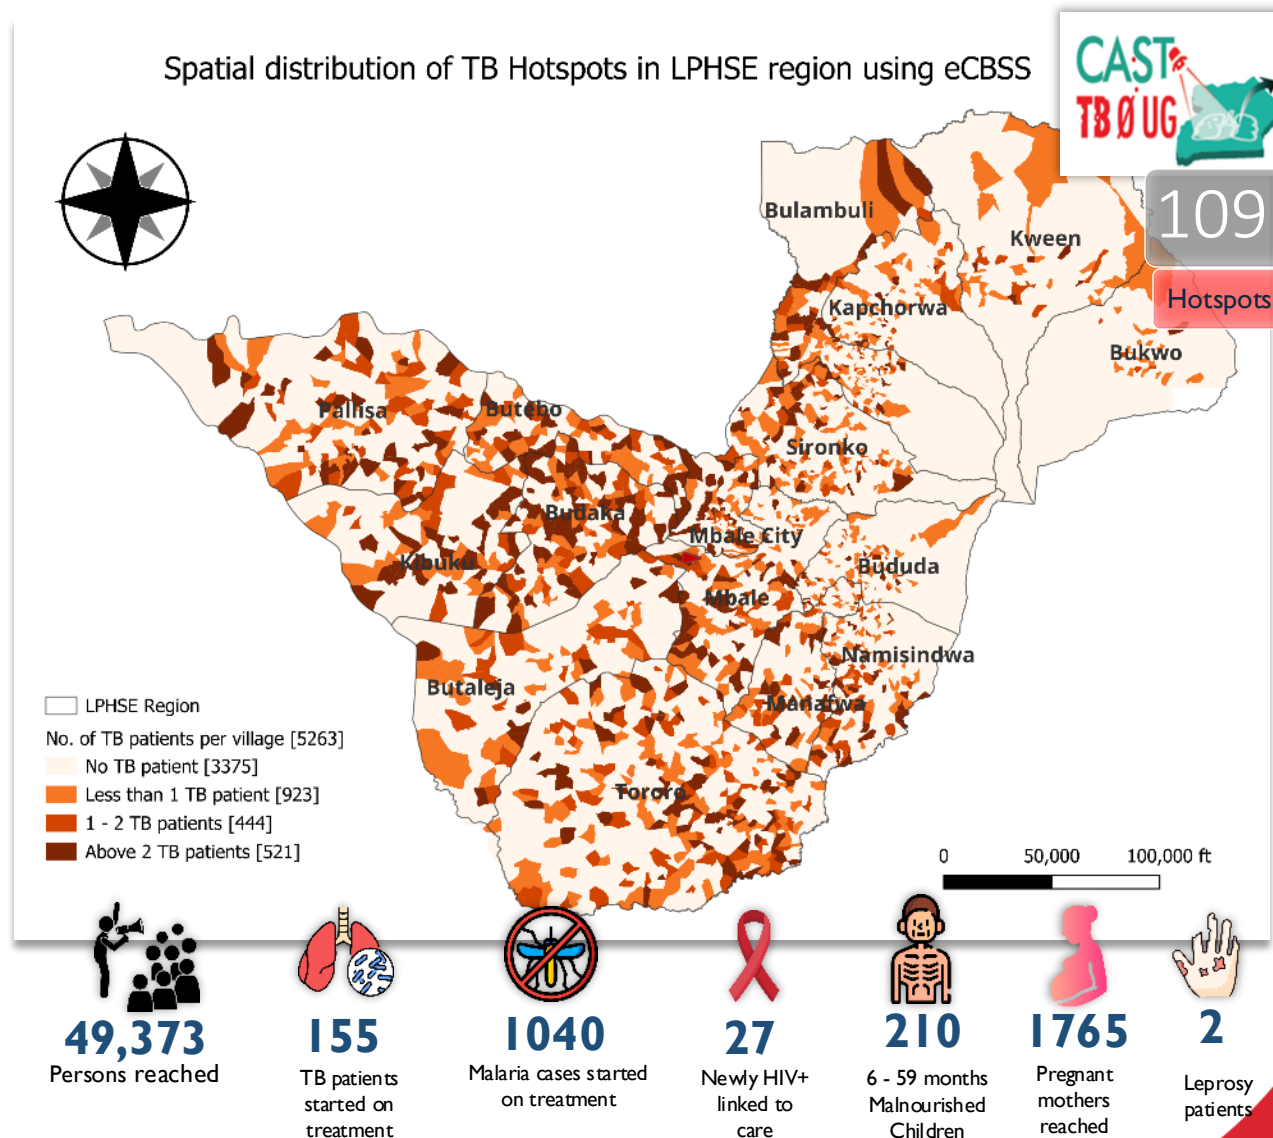 Spatial distribution of TB Hotspots in LPHSE region using eCBSS
CAST
TB Ø UG
109
Hotspots
Bulambuli
Kween
Kapchorwa
Bukwo
Pallisa
Butebo
Sironko
Budaka
Mbale City
Kibuku
Bududa
Mbale
Namisindwa
Butaleja
Manafwa
Tororo
LPHSE Region
No. of TB patients per village [5263]
No TB patient [3375]
Less than 1 TB patient [923]
1 - 2 TB patients [444]
Above 2 TB patients [521]
0 50,000 100,000 ft
49,373
Persons reached
155
TB patients
started on
treatment
1040
Malaria cases started
on treatment
27
Newly HIV+
linked to
care
210
6 - 59 months
Malnourished
Children
1765
Pregnant
mothers
reached
2
Leprosy
patients